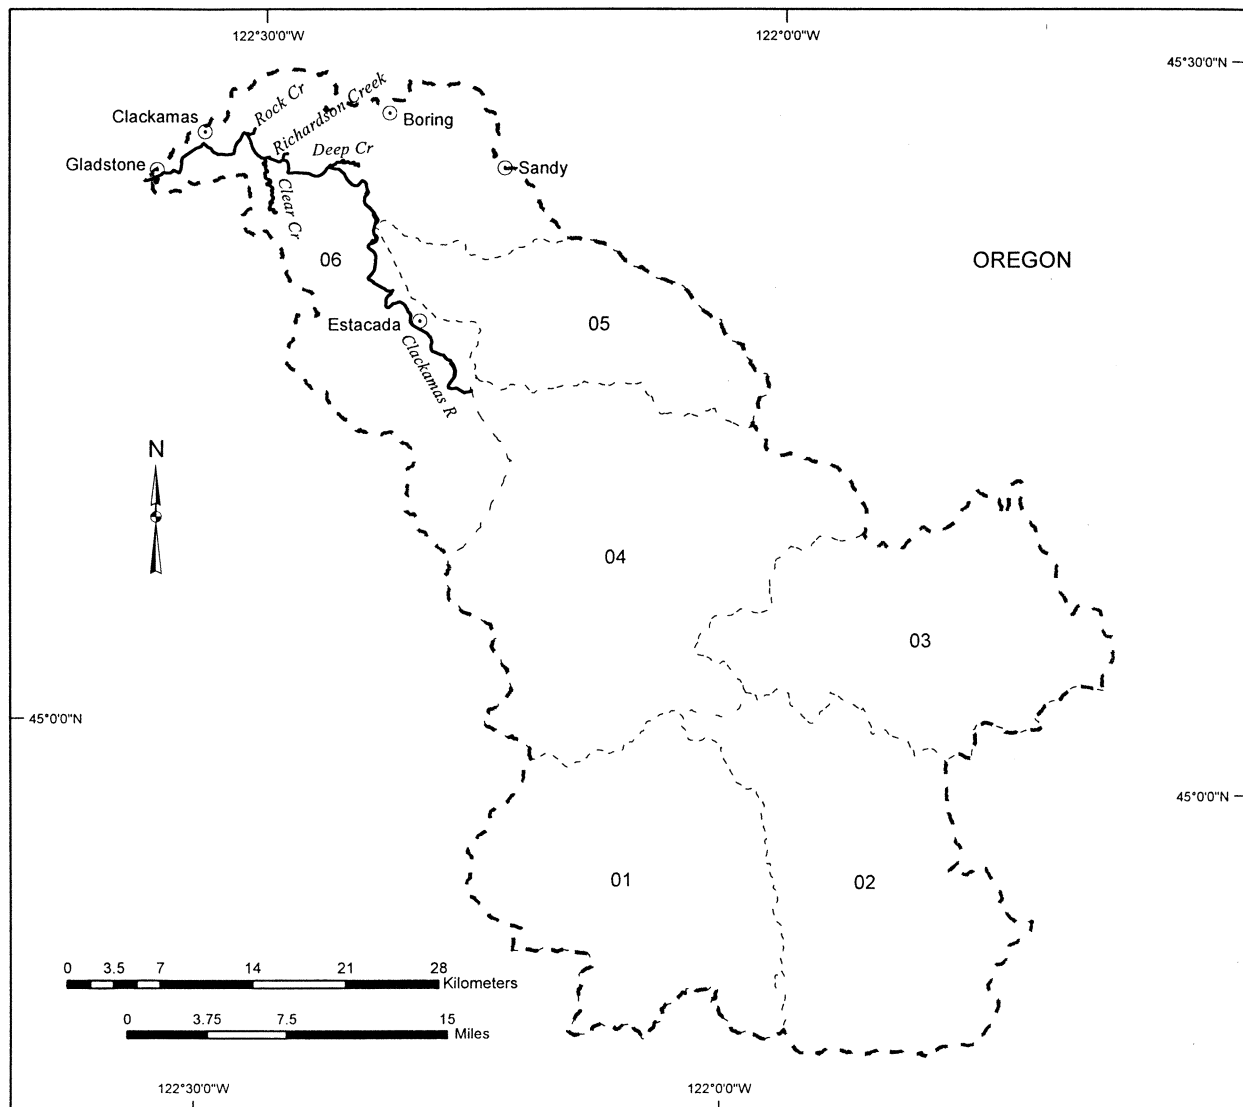 122°30'0"W
122°0'0"W
45°30'0"N
Clackamas
Rock Cr
Richardson Creek
Boring
Gladstone
Deep Cr
Sandy
Clear Cr
06
OREGON
05
Estacada
Clackamas R
N
04
03
45°0'0"N
45°0'0"N
01
02
0 3.5 7 14 21 28
Kilometers
0 3.75 7.5 15
Miles
122°30'0"W
122°0'0"W